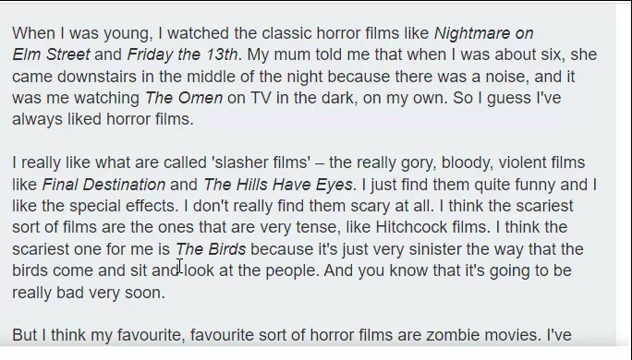 When I was young, I watched the classic horror films like Nightmare on
Elm Street and Friday the 13th. My mum told me that when I was about six, she
came downstairs in the middle of the night because there was a noise, and it
was me watching The Omen on TV in the dark, on my own. So I guess I've
always liked horror films.
I really like what are called 'slasher films' – the really gory, bloody, violent films
like Final Destination and The Hills Have Eyes. I just find them quite funny and I
like the special effects. I don't really find them scary at all. I think the scariest
sort of films are the ones that are very tense, like Hitchcock films. I think the
scariest one for me is The Birds because it's just very sinister the way that the
birds come and sit and look at the people. And you know that it's going to be
really bad very soon.
But I think my favourite, favourite sort of horror films are zombie movies. I've